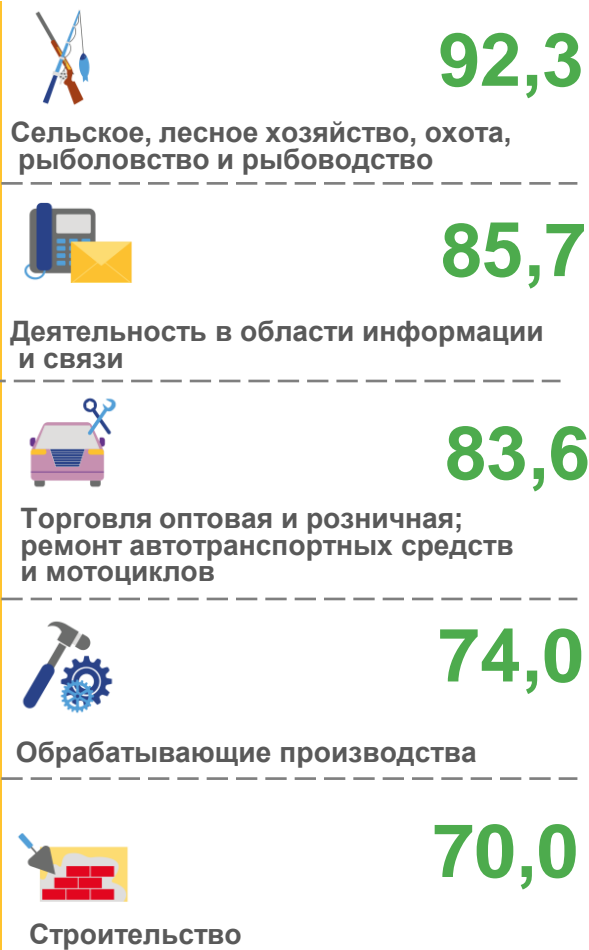 92,3
Сельское, лесное хозяйство, охота,
рыболовство и рыбоводство
85,7
Деятельность в области информации
и связи
83,6
Торговля оптовая и розничная;
ремонт автотранспортных средств
и мотоциклов
74,0
Обрабатывающие производства
70,0
Строительство